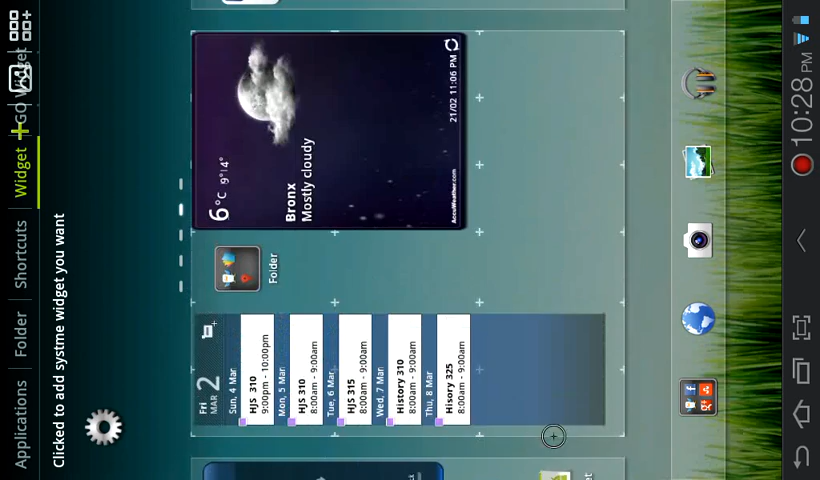 Applications
Folder
Shortcuts
Widget
GO Widget
Clicked to add systme widget you want
6°C 9°|4°
Bronx
Mostly cloudy
AccuWeather.com
21/02 11:06 PM
Folder
Fri
MAR 2
Sun, 4 Mar
HJS 310
9:00pm - 10:00pm
Mon, 5 Mar
HJS 310
8:00am - 9:00am
Tue, 6 Mar
HJS 315
8:00am - 9:00am
Wed, 7 Mar
History 310
8:00am - 9:00am
Thu, 8 Mar
Hisory 325
8:00am - 9:00am
10:28 PM